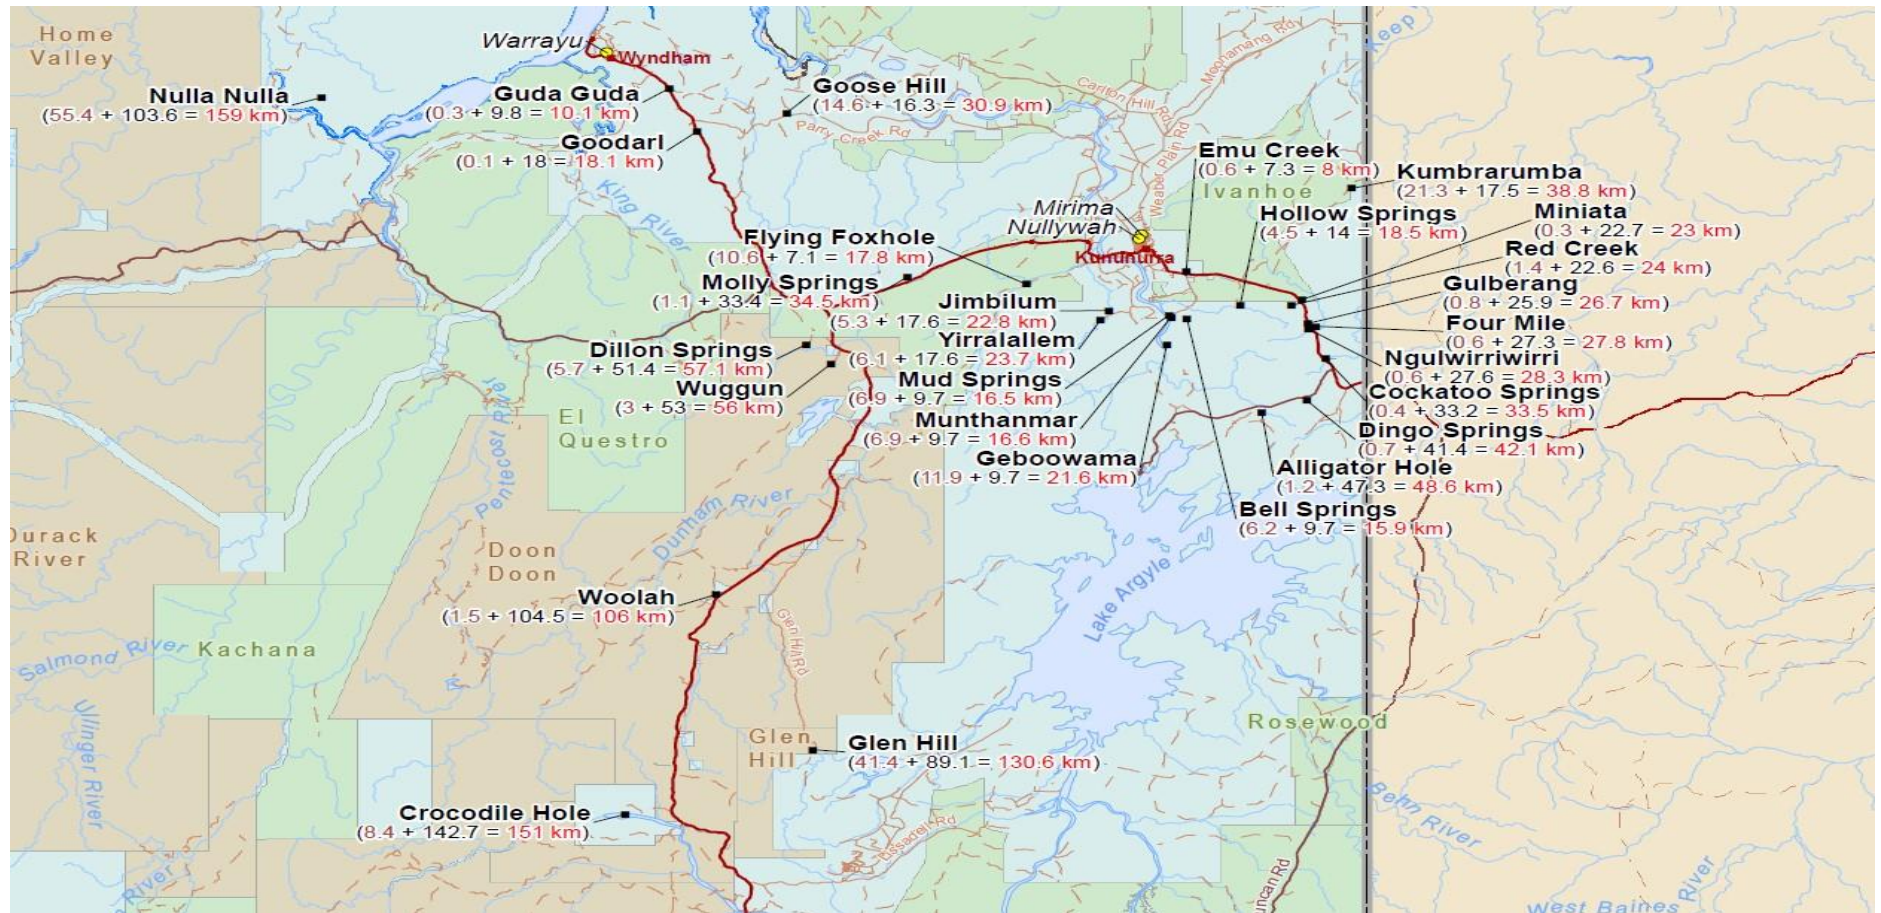 Home
Valley
Warrayu
Wyndham
Keep
Moonamang Rd
Nulla Nulla
(55.4 + 103.6 = 159 km)
Guda Guda
(0.3 + 9.8 = 10.1 km)
Goose Hill
(14.6 + 16.3 = 30.9 km)
Carlton Hill Rd
Parry Creek Rd
Weaber Plain Rd
Goodarl
(0.1 + 18 = 18.1 km)
King River
Emu Creek
(0.6 + 7.3 = 8 km)
Ivanhoe
Kumbrarumba
(21.3 + 17.5 = 38.8 km)
Mirima
Nullywah
Kununurra
Hollow Springs
(4.5 + 14 = 18.5 km)
Miniata
(0.3 + 22.7 = 23 km)
Flying Foxhole
(10.6 + 7.1 = 17.8 km)
Red Creek
(1.4 + 22.6 = 24 km)
Molly Springs
(1.1 + 33.4 = 34.5 km)
Gulberang
(0.8 + 25.9 = 26.7 km)
Jimbilum
(5.3 + 17.6 = 22.8 km)
Four Mile
(0.6 + 27.3 = 27.8 km)
Yirralallem
(6.1 + 17.6 = 23.7 km)
Dillon Springs
(5.7 + 51.4 = 57.1 km)
Ngulwirriwirri
(0.6 + 27.6 = 28.3 km)
Wuggun
(3 + 53 = 56 km)
Mud Springs
(6.9 + 9.7 = 16.5 km)
Cockatoo Springs
(0.4 + 33.2 = 33.5 km)
Pentecost River
El
Questro
Munthanmar
(6.9 + 9.7 = 16.6 km)
Dingo Springs
(0.7 + 41.4 = 42.1 km)
Geboowama
(11.9 + 9.7 = 21.6 km)
Alligator Hole
(1.2 + 47.3 = 48.6 km)
Dunham River
Bell Springs
(6.2 + 9.7 = 15.9 km)
Durack
River
Doon
Doon
Lake Argyle
Woolah
(1.5 + 104.5 = 106 km)
Glen Hill Rd
Salmond River
Kachana
Ullinger River
Rosewood
Glen
Hill
Glen Hill
(41.4 + 89.1 = 130.6 km)
Crocodile Hole
(8.4 + 142.7 = 151 km)
Lissadell Rd
Behn River
River
uncan Rd
West Baines River